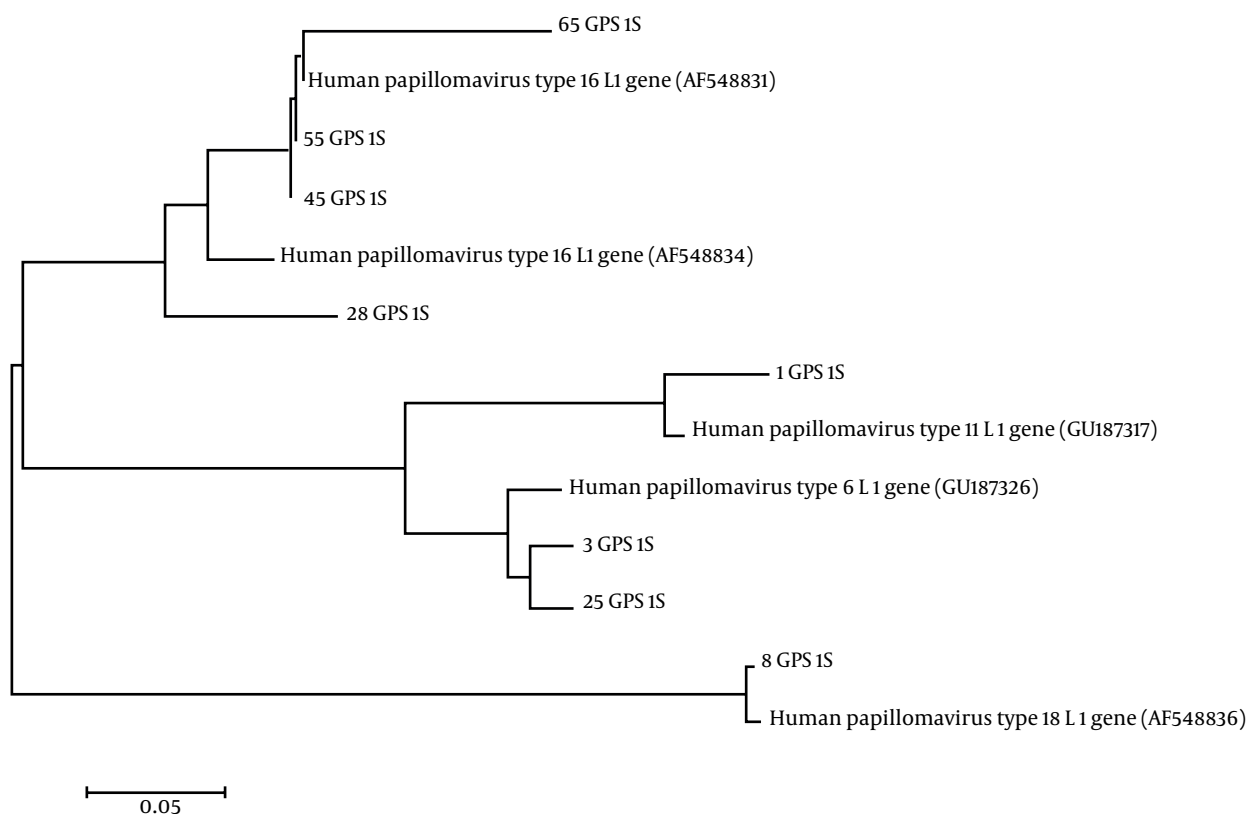 65 GPS 1S
Human papillomavirus type 16 L1 gene (AF548831)
55 GPS 1S
45 GPS 1S
Human papillomavirus type 16 L1 gene (AF548834)
28 GPS 1S
1 GPS 1S
Human papillomavirus type 11 L 1 gene (GU187317)
Human papillomavirus type 6 L 1 gene (GU187326)
3 GPS 1S
25 GPS 1S
8 GPS 1S
Human papillomavirus type 18 L 1 gene (AF548836)
0.05